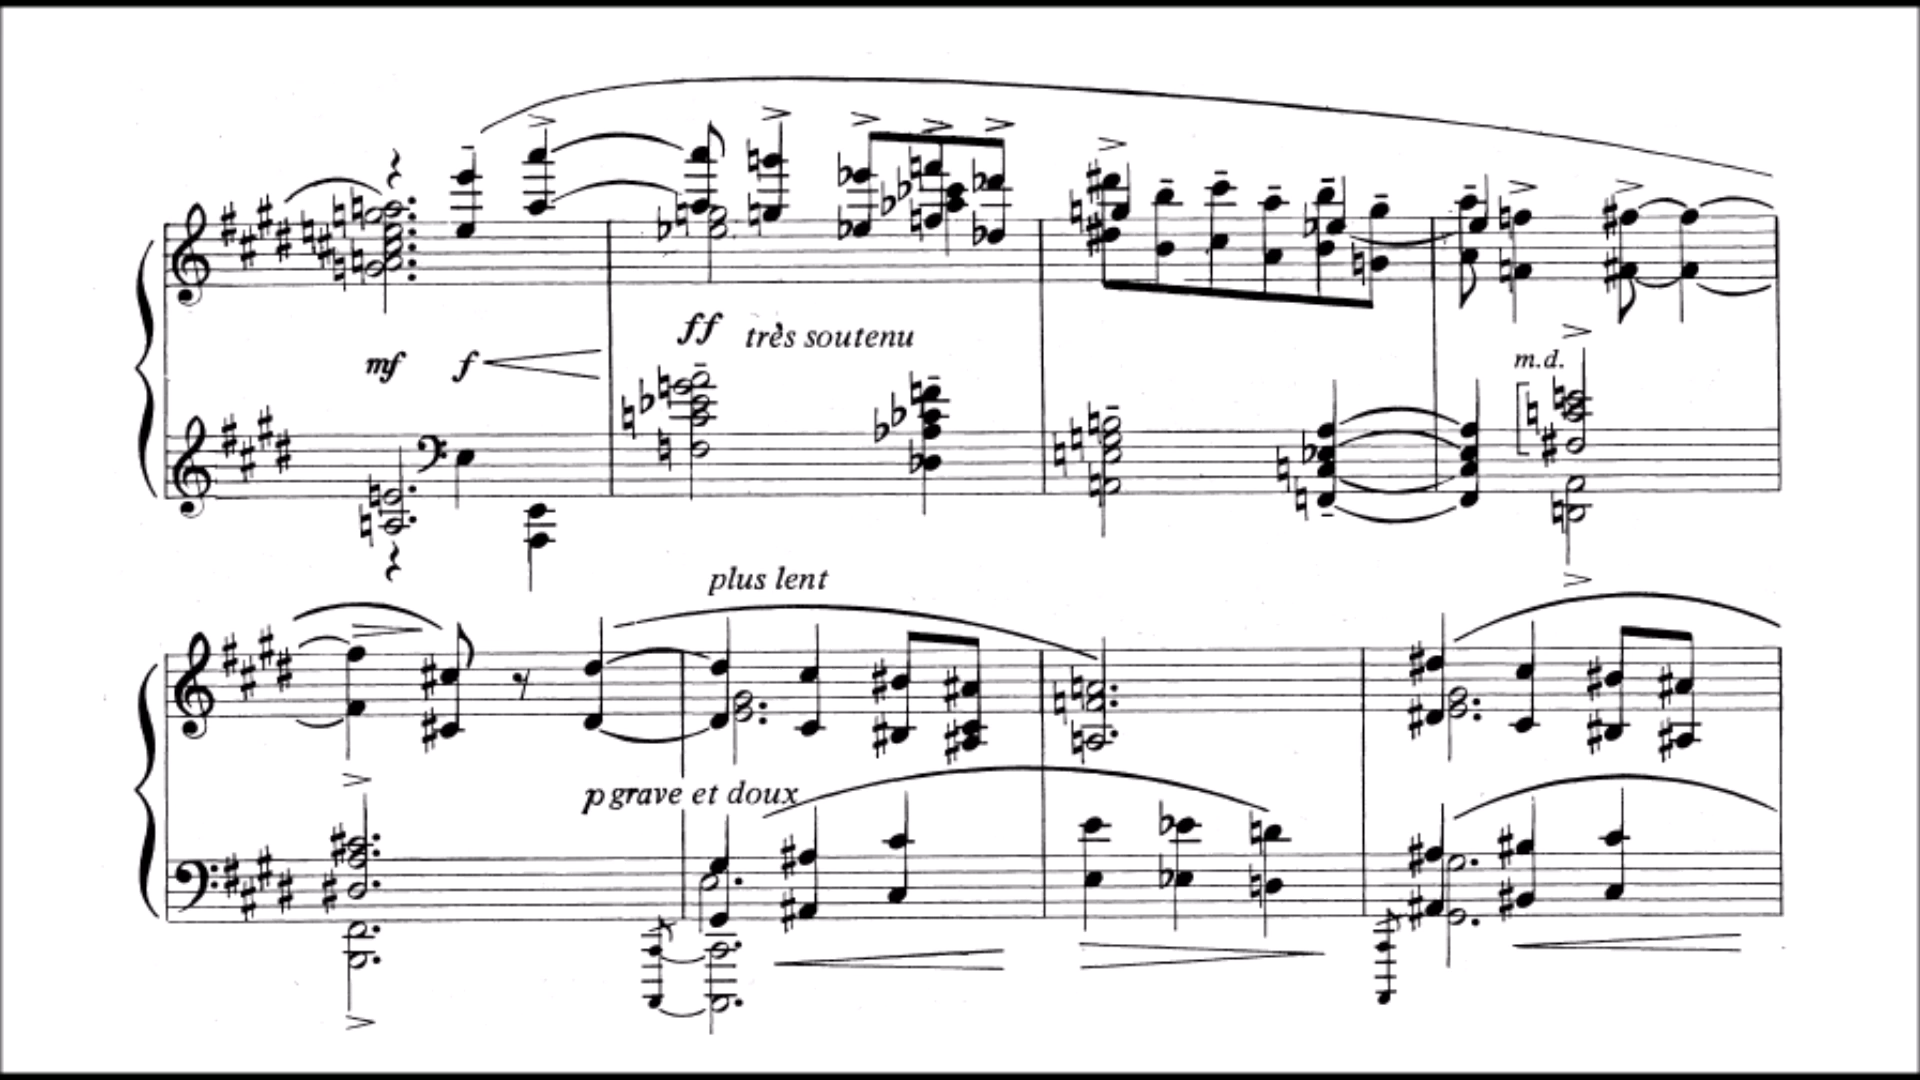 mf f ff très soutenu
m.d.
plus lent
p grave et doux